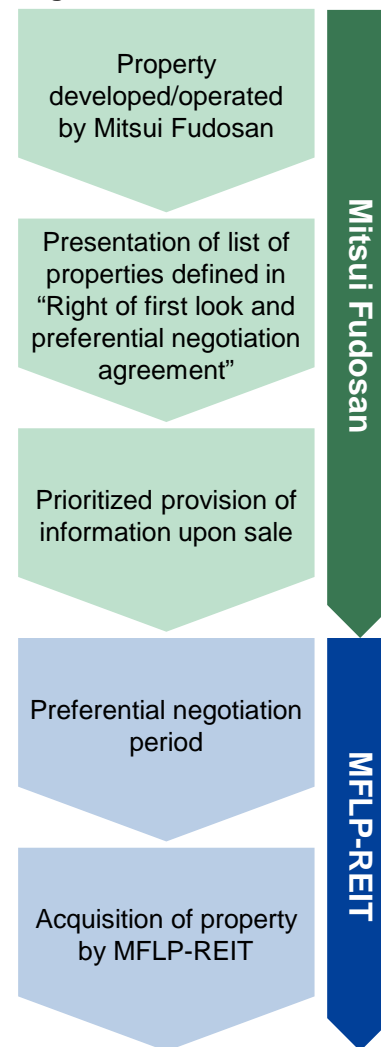 Property
developed/operated
by Mitsui Fudosan
Presentation of list of
properties defined in
“Right of first look and
preferential negotiation
agreement”
Prioritized provision of
information upon sale
Mitsui Fudosan
Preferential negotiation
period
Acquisition of property
by MFLP-REIT
MFLP-REIT